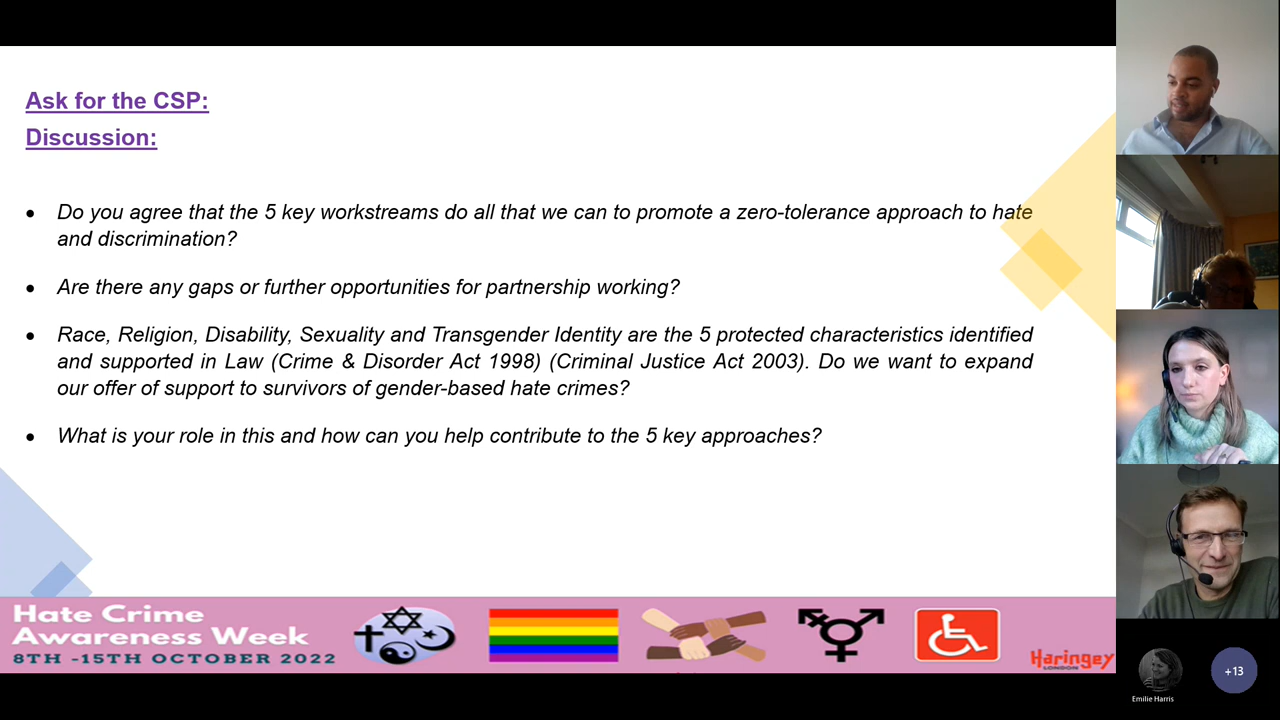 Ask for the CSP:
Discussion:
• Do you agree that the 5 key workstreams do all that we can to promote a zero-tolerance approach to hate
and discrimination?
• Are there any gaps or further opportunities for partnership working?
• Race, Religion, Disability, Sexuality and Transgender Identity are the 5 protected characteristics identified
and supported in Law (Crime & Disorder Act 1998) (Criminal Justice Act 2003). Do we want to expand
our offer of support to survivors of gender-based hate crimes?
• What is your role in this and how can you help contribute to the 5 key approaches?
Hate Crime
Awareness Week
8TH -15TH OCTOBER 2022
Haringey
LONDON
Emilie Harris
+13